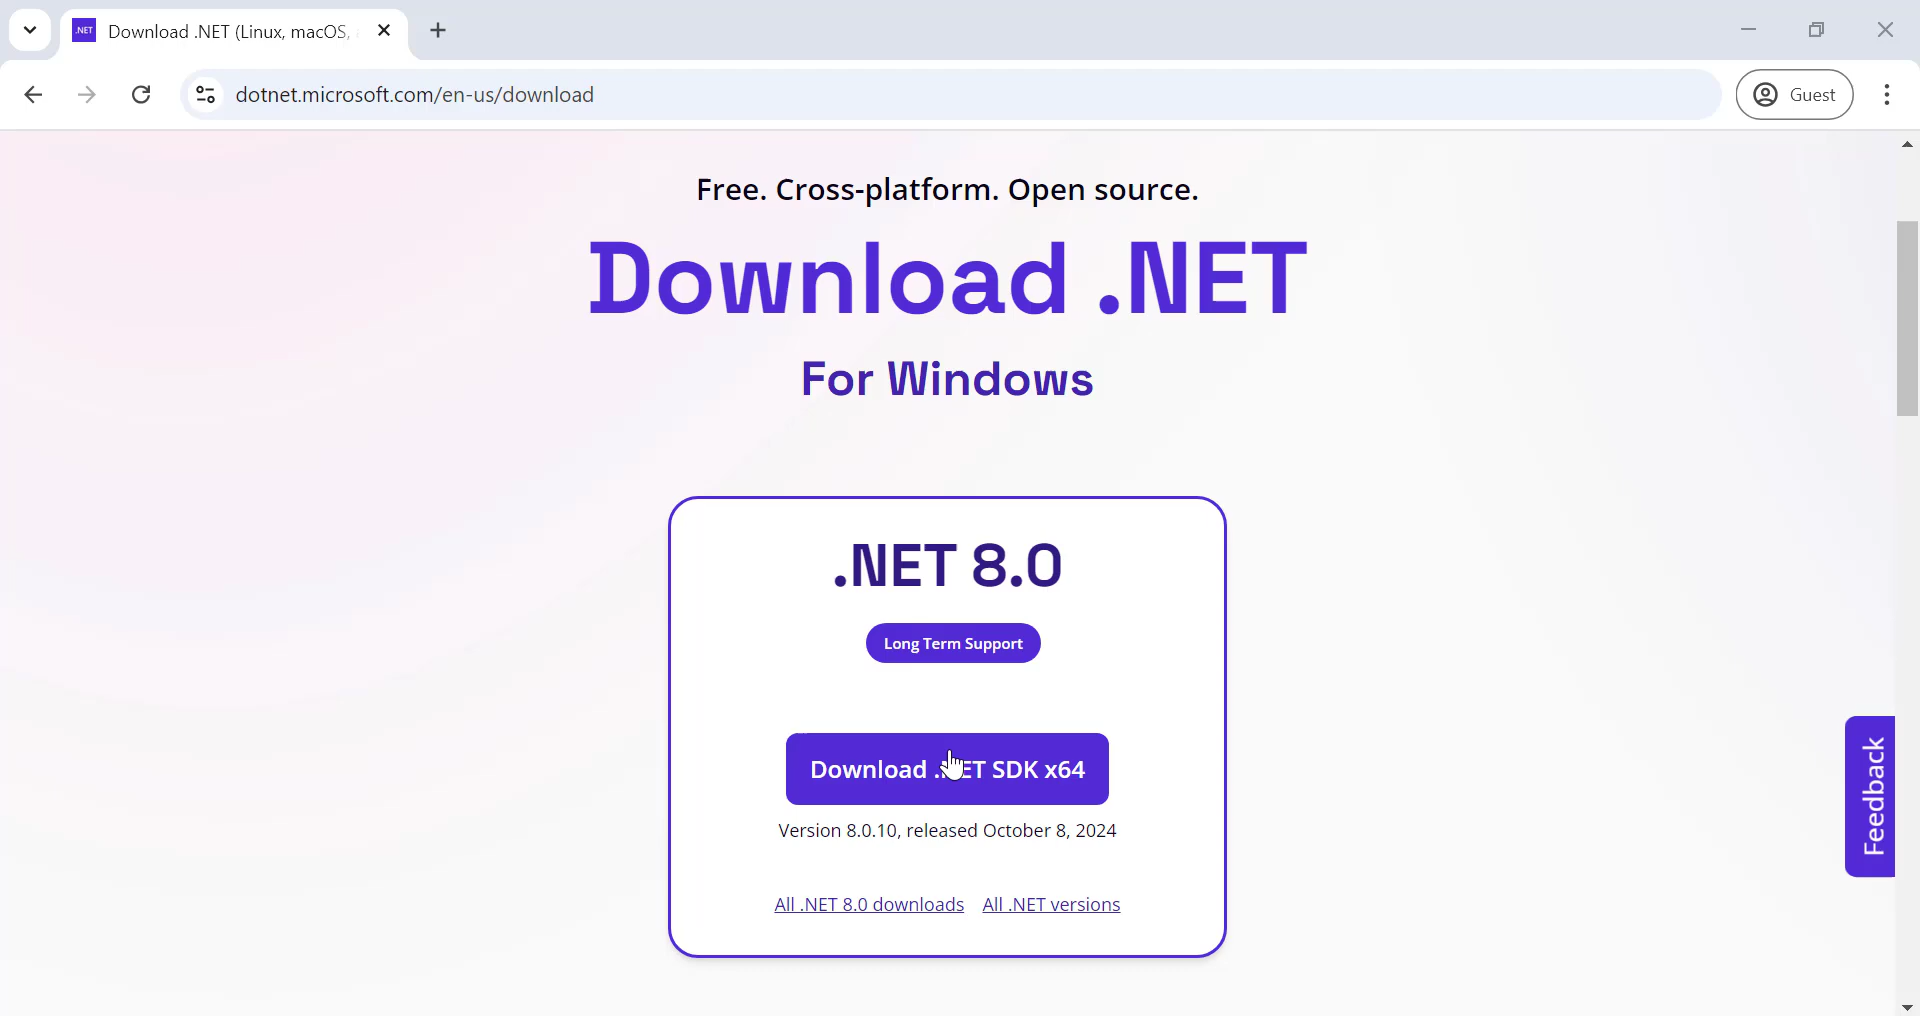 .NET
Download .NET (Linux, macOS,
dotnet.microsoft.com/en-us/download
Guest
Free. Cross-platform. Open source.
Download .NET
For Windows
.NET 8.0
Long Term Support
Download .NET SDK x64
Version 8.0.10, released October 8, 2024
All .NET 8.0 downloads All .NET versions
Feedback